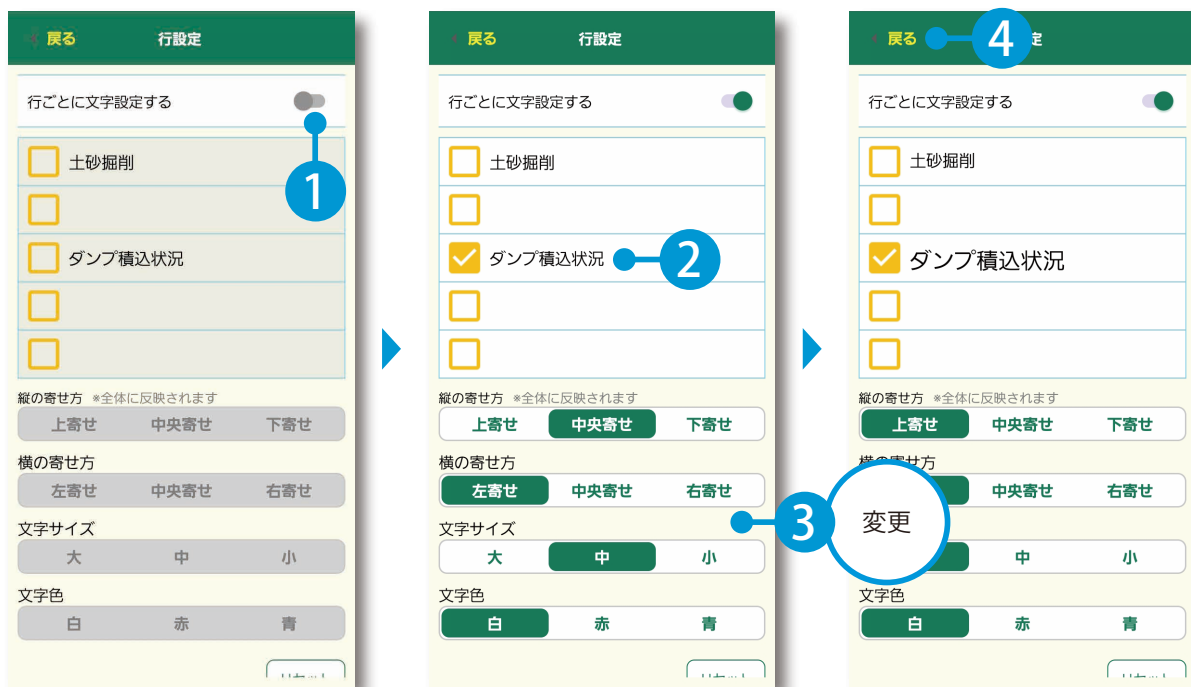 戻る 行設定
行ごとに文字設定する
1
土砂掘削
ダンプ積込状況
縦の寄せ方 ※全体に反映されます
上寄せ 中央寄せ 下寄せ
横の寄せ方
左寄せ 中央寄せ 右寄せ
文字サイズ
大 中 小
文字色
白 赤 青
戻る 行設定
行ごとに文字設定する
土砂掘削
ダンプ積込状況 2
縦の寄せ方 ※全体に反映されます
上寄せ 中央寄せ 下寄せ
横の寄せ方
左寄せ 中央寄せ 右寄せ
3 変更
文字サイズ
大 中 小
文字色
白 赤 青
戻る 4 定
行ごとに文字設定する
土砂掘削
ダンプ積込状況
縦の寄せ方 ※全体に反映されます
上寄せ 中央寄せ 下寄せ
横の寄せ方
中央寄せ 右寄せ
中 小
文字色
白 赤 青